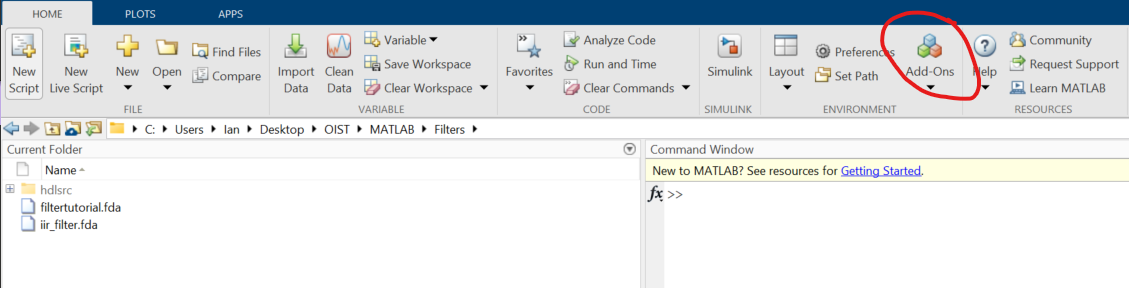 HOME PLOTS APPS
New Script
New Live Script
New
Open
Find Files
Compare
FILE
Import Data
Clean Data
Variable
Save Workspace
Clear Workspace
VARIABLE
Favorites
Analyze Code
Run and Time
Clear Commands
CODE
Simulink
SIMULINK
Layout
Preferences
Set Path
Add-Ons
ENVIRONMENT
Help
Community
Request Support
Learn MATLAB
RESOURCES
C: Users Ian Desktop OIST MATLAB Filters
Current Folder
Name
hdlsrc
filtertutorial.fda
iir_filter.fda
Command Window
New to MATLAB? See resources for Getting Started.
fx >>